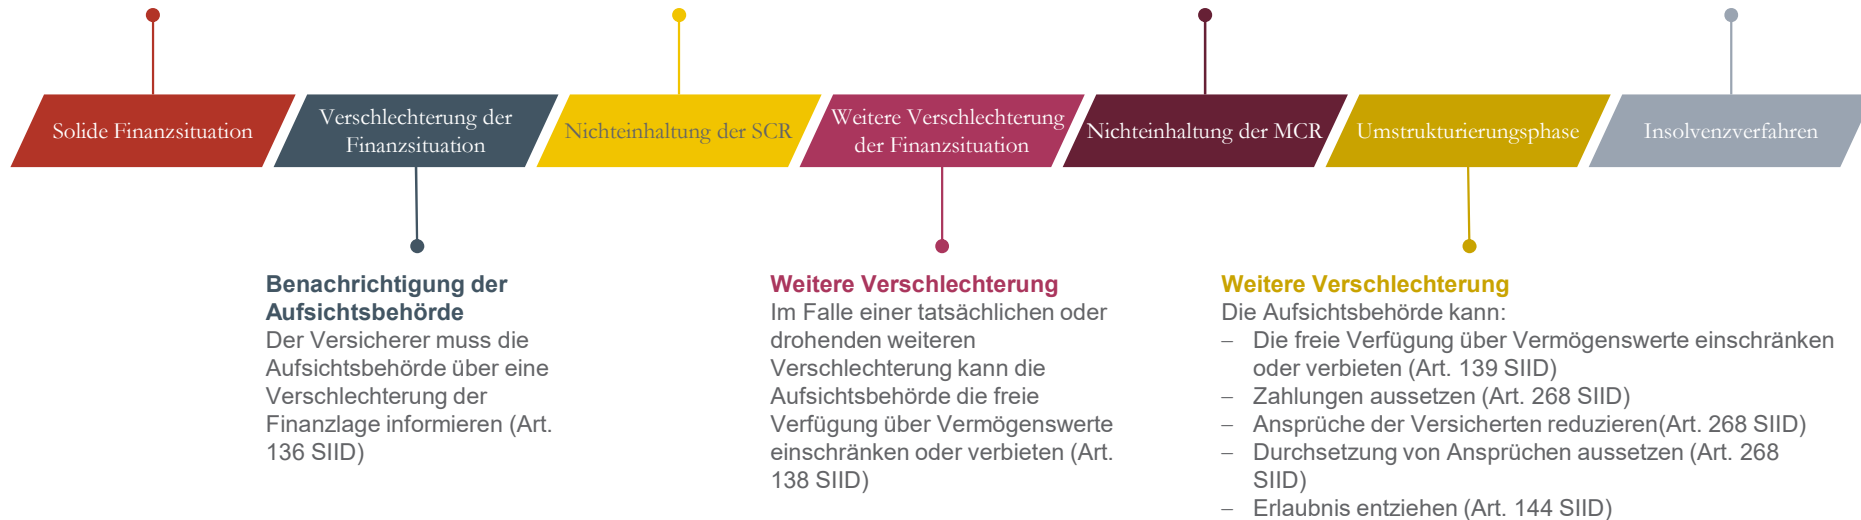 Solide Finanzsituation
Verschlechterung der
Finanzsituation
Nichteinhaltung der SCR
Weitere Verschlechterung
der Finanzsituation
Nichteinhaltung der MCR
Umstrukturierungsphase
Insolvenzverfahren
Benachrichtigung der
Aufsichtsbehörde
Der Versicherer muss die
Aufsichtsbehörde über eine
Verschlechterung der
Finanzlage informieren (Art.
136 SIID)
Weitere Verschlechterung
Im Falle einer tatsächlichen oder
drohenden weiteren
Verschlechterung kann die
Aufsichtsbehörde die freie
Verfügung über Vermögenswerte
einschränken oder verbieten (Art.
138 SIID)
Weitere Verschlechterung
Die Aufsichtsbehörde kann:
– Die freie Verfügung über Vermögenswerte einschränken
oder verbieten (Art. 139 SIID)
– Zahlungen aussetzen (Art. 268 SIID)
– Ansprüche der Versicherten reduzieren(Art. 268 SIID)
– Durchsetzung von Ansprüchen aussetzen (Art. 268
SIID)
– Erlaubnis entziehen (Art. 144 SIID)